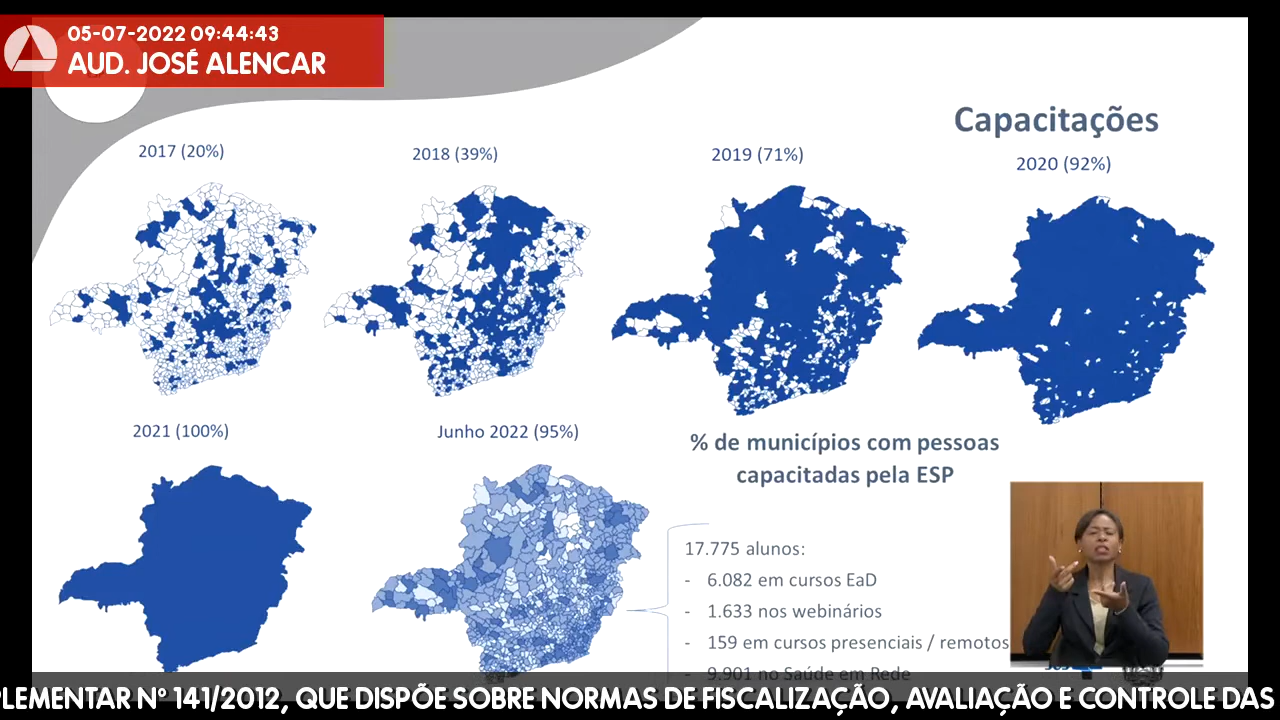 05-07-2022 09:44:43
AUD. JOSÉ ALENCAR
Capacitações
2017 (20%)
2018 (39%)
2019 (71%)
2020 (92%)
2021 (100%)
Junho 2022 (95%)
% de municípios com pessoas
capacitadas pela ESP
17.775 alunos:
- 6.082 em cursos EaD
- 1.633 nos webinários
- 159 em cursos presenciais / remotos
- 9.901 no Saúde em Rede
PLEMENTAR Nº 141/2012, QUE DISPÕE SOBRE NORMAS DE FISCALIZAÇÃO, AVALIAÇÃO E CONTROLE DAS